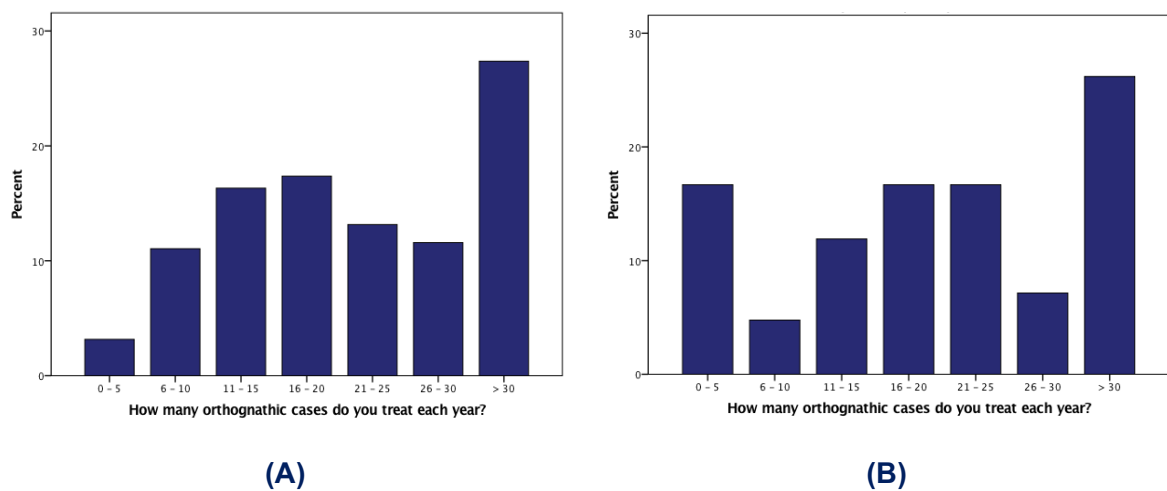 30
20
10
0
Percent
0 – 5
6 – 10
11 – 15
16 – 20
21 – 25
26 – 30
> 30
How many orthognathic cases do you treat each year?
(A)
30
20
10
0
Percent
0 – 5
6 – 10
11 – 15
16 – 20
21 – 25
26 – 30
> 30
How many orthognathic cases do you treat each year?
(B)